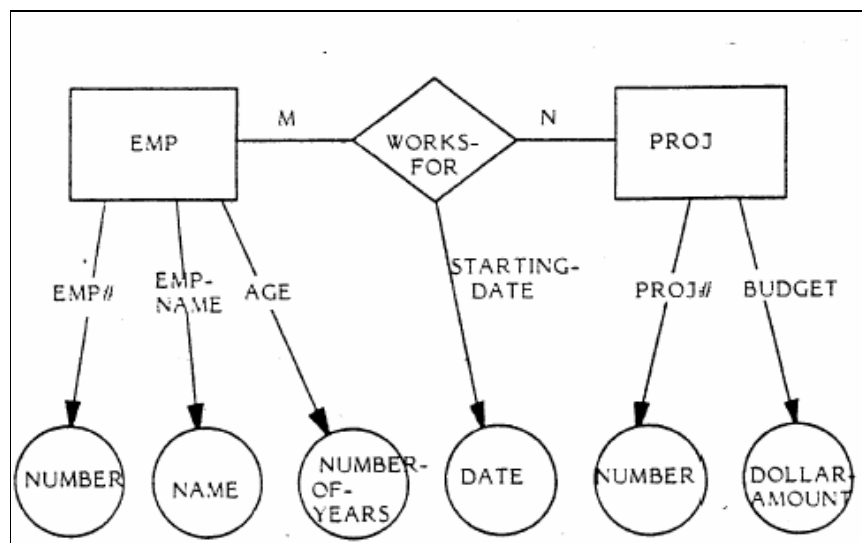 M
N
EMP
WORKS-
FOR
PROJ
EMP#
EMP-
NAME
AGE
STARTING-
DATE
PROJ#
BUDGET
NUMBER
NAME
NUMBER-
OF-
YEARS
DATE
NUMBER
DOLLAR-
AMOUNT